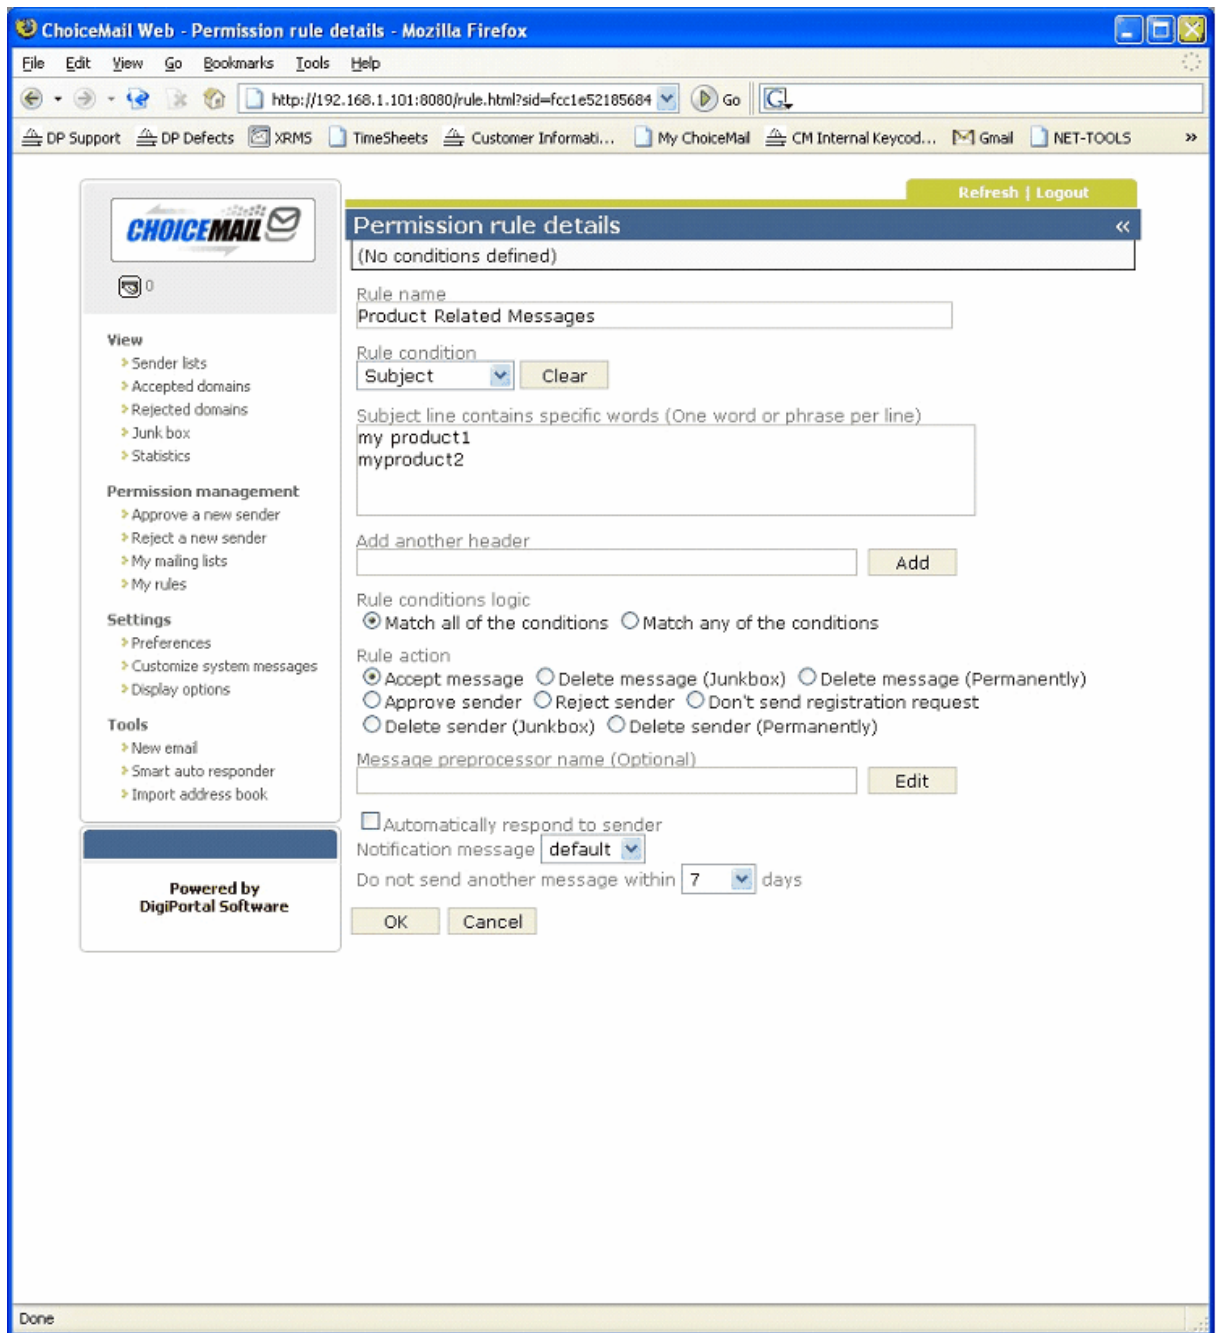 ChoiceMail Web - Permission rule details - Mozilla Firefox
File Edit View Go Bookmarks Tools Help
http://192.168.1.101:8080/rule.html?sid=fcc1e52185684 Go G
DP Support DP Defects XRMS TimeSheets Customer Informati... My ChoiceMail CM Internal Keycod... Gmail NET-TOOLS »
Refresh | Logout
CHOICEMAIL
0
View
Sender lists
Accepted domains
Rejected domains
Junk box
Statistics
Permission management
Approve a new sender
Reject a new sender
My mailing lists
My rules
Settings
Preferences
Customize system messages
Display options
Tools
New email
Smart auto responder
Import address book
Powered by
DigiPortal Software
Permission rule details «
(No conditions defined)
Rule name
Product Related Messages
Rule condition
Subject Clear
Subject line contains specific words (One word or phrase per line)
my product1
myproduct2
Add another header
Add
Rule conditions logic
Match all of the conditions Match any of the conditions
Rule action
Accept message Delete message (Junkbox) Delete message (Permanently)
Approve sender Reject sender Don't send registration request
Delete sender (Junkbox) Delete sender (Permanently)
Message preprocessor name (Optional)
Edit
Automatically respond to sender
Notification message default
Do not send another message within 7 days
OK Cancel
Done